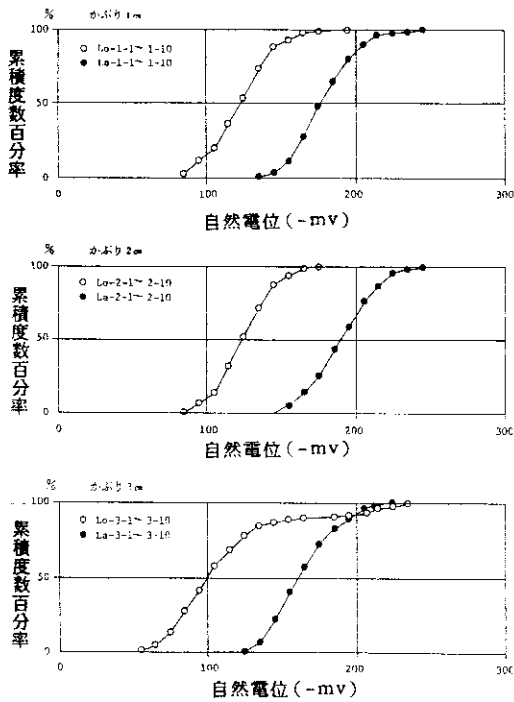 % かぶり1cm
100
50
0
累積度数百分率
○ Lo-1-1~ 1-10
● La-1-1~ 1-10
0 100 200 300
自然電位(-mv)
% かぶり2cm
100
50
0
累積度数百分率
○ Lo-2-1~ 2-10
● La-2-1~ 2-10
0 100 200 300
自然電位(-mv)
% かぶり3cm
100
50
0
累積度数百分率
○ Lo-3-1~ 3-10
● La-3-1~ 3-10
0 100 200 300
自然電位(-mv)